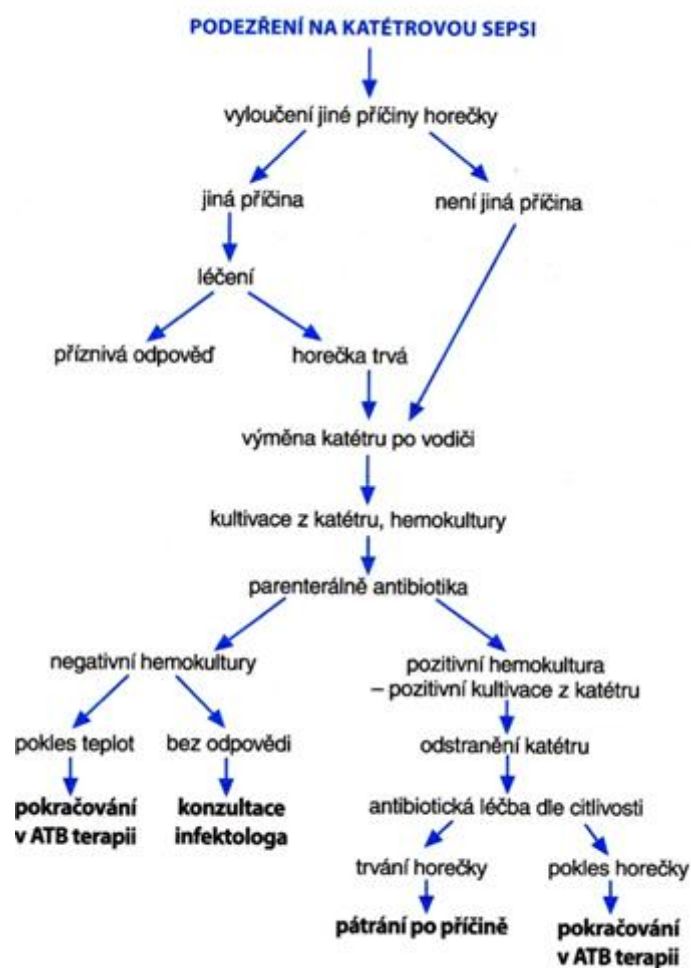 PODEZŘENÍ NA KATÉTROVOU SEPSI
vyloučení jiné příčiny horečky
jiná příčina
není jiná příčina
léčení
příznivá odpověď
horečka trvá
výměna katétru po vodiči
kultivace z katétru, hemokultury
parenterálně antibiotika
negativní hemokultury
pozitivní hemokultura
– pozitivní kultivace z katétru
pokles teplot
bez odpovědi
odstranění katétru
pokračování
v ATB terapii
konzultace
infektologa
antibiotická léčba dle citlivosti
trvání horečky
pokles horečky
pátrání po příčině
pokračování
v ATB terapii